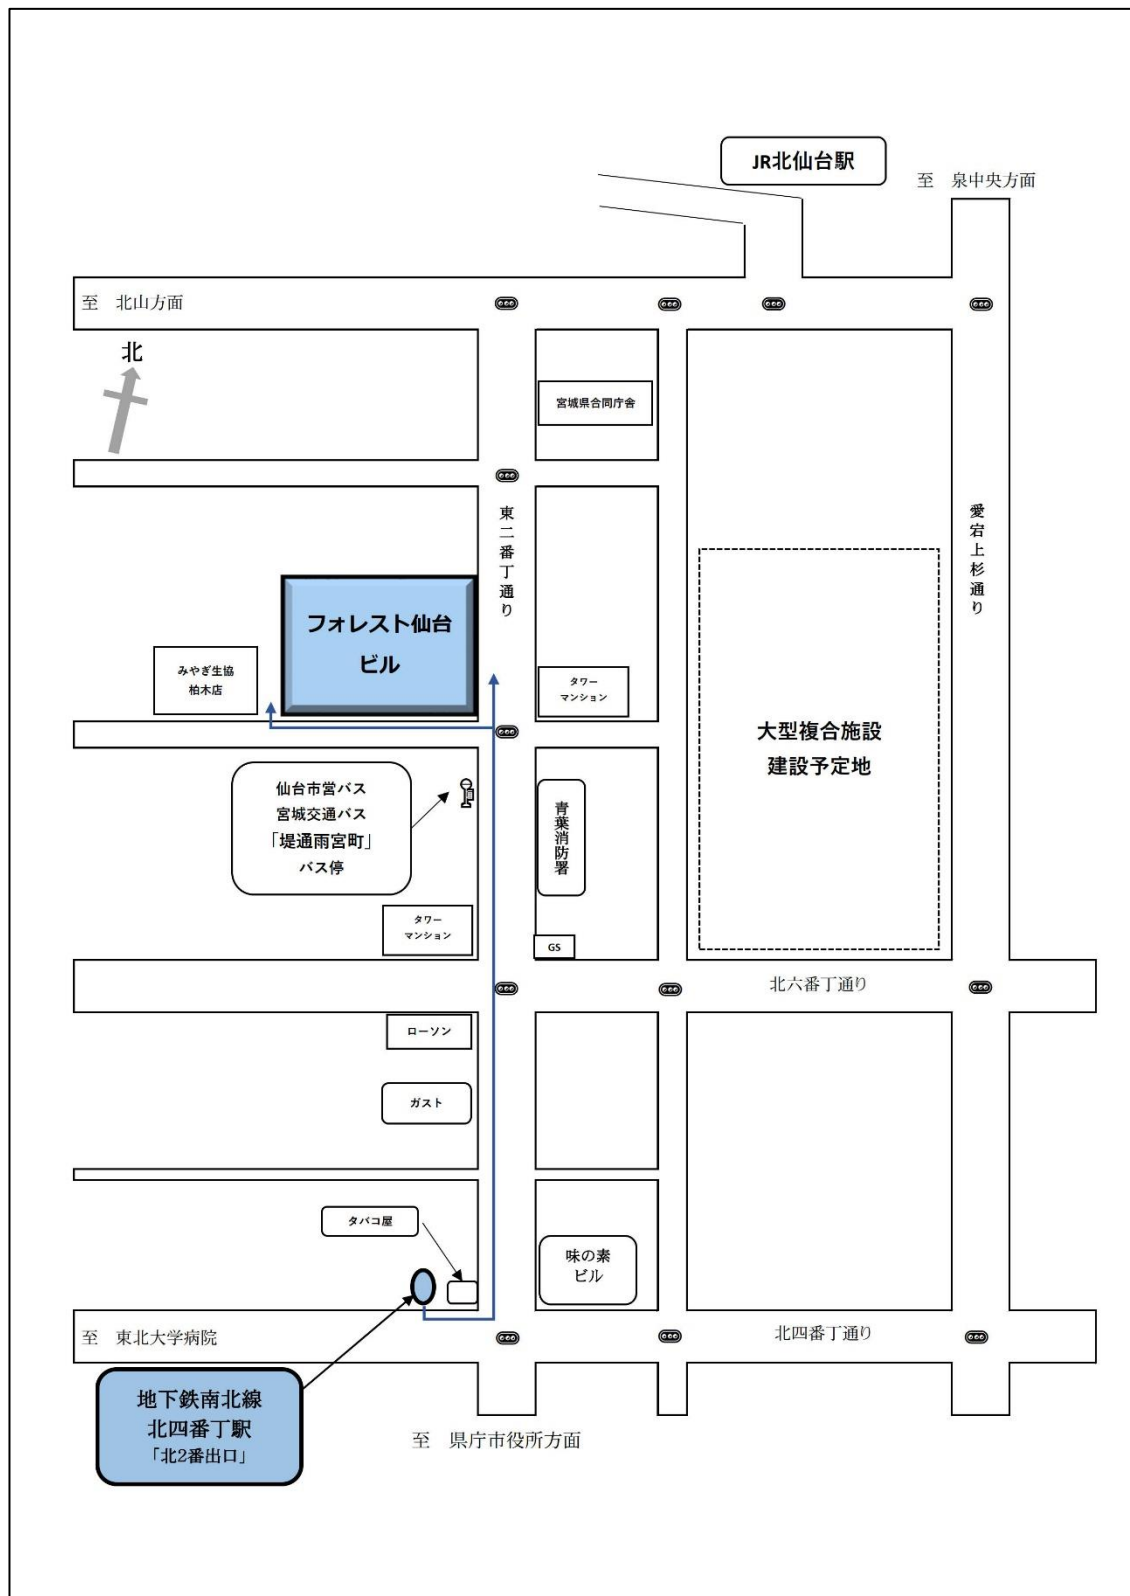 JR北仙台駅
至　泉中央方面
至　北山方面
北
宮城県合同庁舎
東二番丁通り
愛宕上杉通り
フォレスト仙台
ビル
みやぎ生協
柏木店
タワー
マンション
大型複合施設
建設予定地
仙台市営バス
宮城交通バス
「堤通雨宮町」
バス停
青葉消防署
タワー
マンション
GS
北六番丁通り
ローソン
ガスト
タバコ屋
味の素
ビル
至　東北大学病院
北四番丁通り
地下鉄南北線
北四番丁駅
「北2番出口」
至　県庁市役所方面